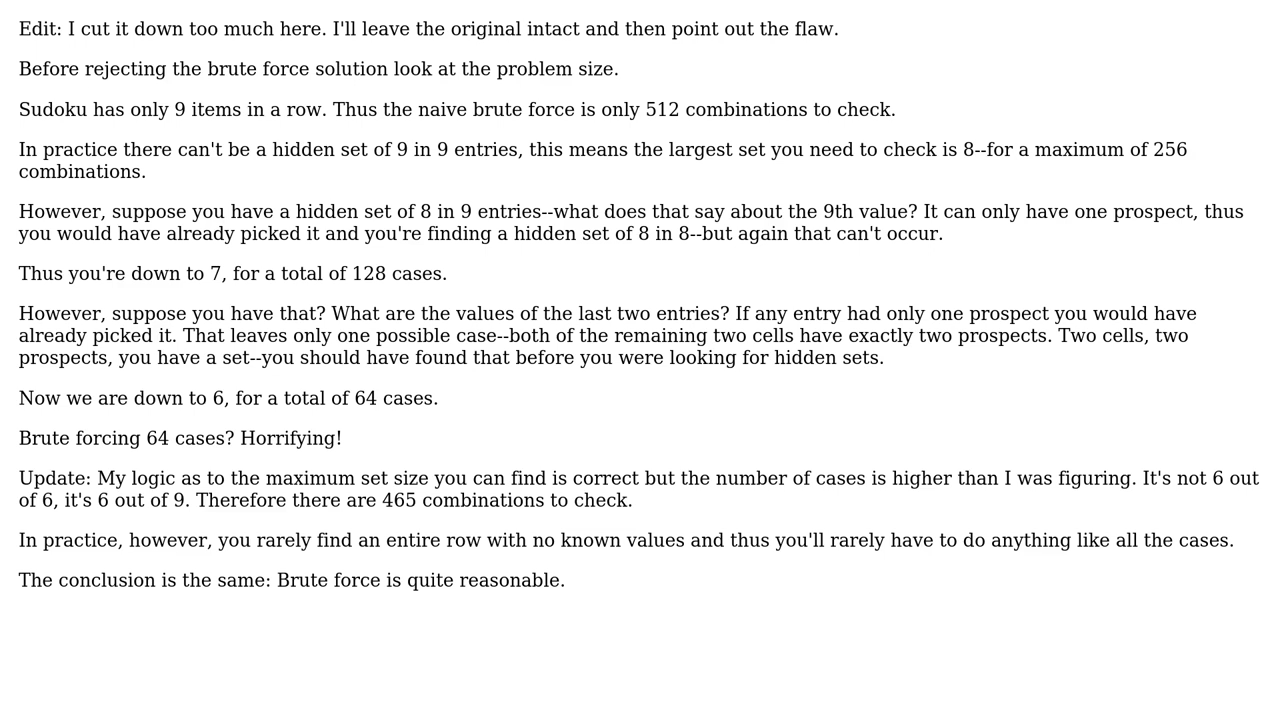 Edit: I cut it down too much here. I'll leave the original intact and then point out the flaw.
Before rejecting the brute force solution look at the problem size.
Sudoku has only 9 items in a row. Thus the naive brute force is only 512 combinations to check.
In practice there can't be a hidden set of 9 in 9 entries, this means the largest set you need to check is 8--for a maximum of 256
combinations.
However, suppose you have a hidden set of 8 in 9 entries--what does that say about the 9th value? It can only have one prospect, thus
you would have already picked it and you're finding a hidden set of 8 in 8--but again that can't occur.
Thus you're down to 7, for a total of 128 cases.
However, suppose you have that? What are the values of the last two entries? If any entry had only one prospect you would have
already picked it. That leaves only one possible case--both of the remaining two cells have exactly two prospects. Two cells, two
prospects, you have a set--you should have found that before you were looking for hidden sets.
Now we are down to 6, for a total of 64 cases.
Brute forcing 64 cases? Horrifying!
Update: My logic as to the maximum set size you can find is correct but the number of cases is higher than I was figuring. It's not 6 out
of 6, it's 6 out of 9. Therefore there are 465 combinations to check.
In practice, however, you rarely find an entire row with no known values and thus you'll rarely have to do anything like all the cases.
The conclusion is the same: Brute force is quite reasonable.